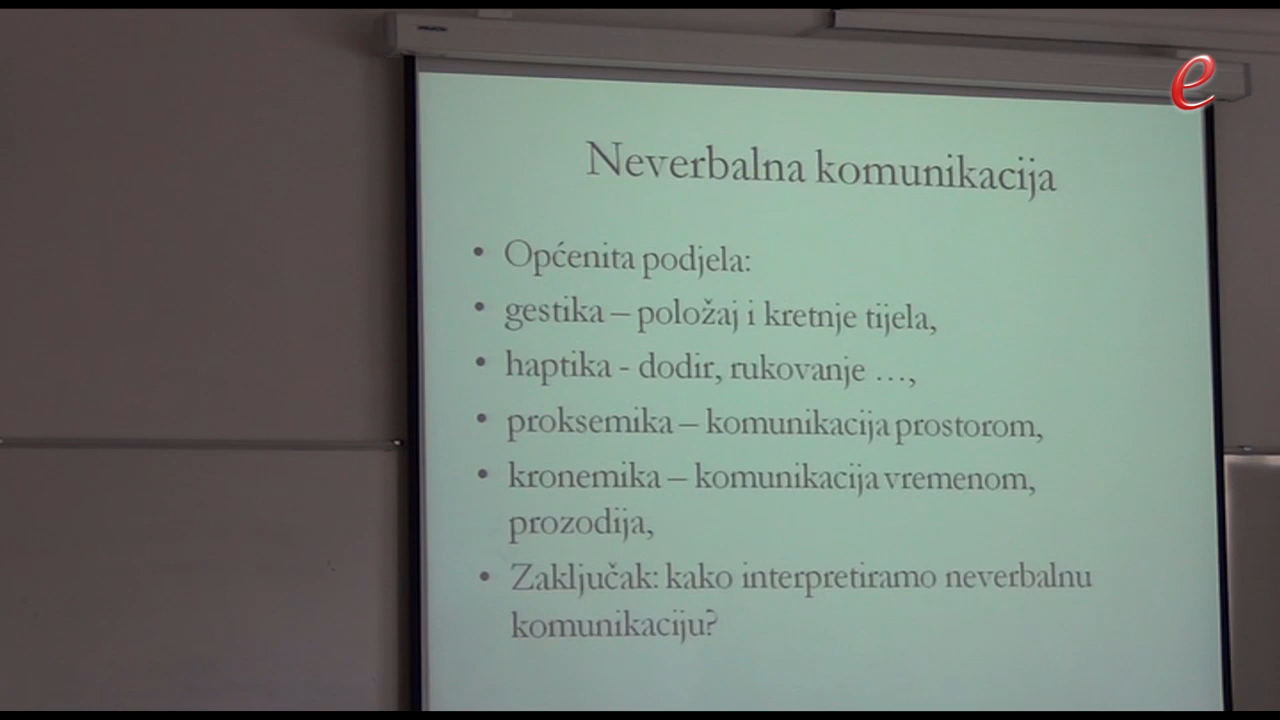 e
Neverbalna komunikacija
• Općenita podjela:
• gestika – položaj i kretnje tijela,
• haptika - dodir, rukovanje …,
• proksemika – komunikacija prostorom,
• kronemika – komunikacija vremenom,
prozodija,
• Zaključak: kako interpretiramo neverbalnu
komunikaciju?